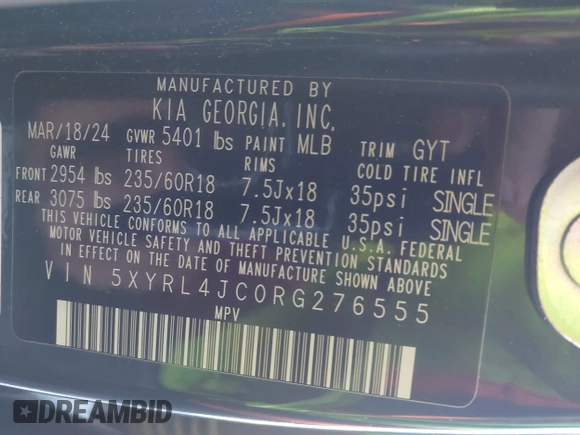 MANUFACTURED BY
KIA GEORGIA, INC.
MAR/18/24 GVWR 5401 lbs PAINT MLB TRIM GYT
GAWR TIRES RIMS COLD TIRE INFL
FRONT 2954 lbs 235/60R18 7.5Jx18 35psi SINGLE
REAR 3075 lbs 235/60R18 7.5Jx18 35psi SINGLE
THIS VEHICLE CONFORMS TO ALL APPLICABLE U.S.A. FEDERAL
MOTOR VEHICLE SAFETY AND THEFT PREVENTION STANDARDS
IN EFFECT ON THE DATE OF MANUFACTURE SHOWN ABOVE
VIN 5XYRL4JC0RG276555
MPV
DREAMBID